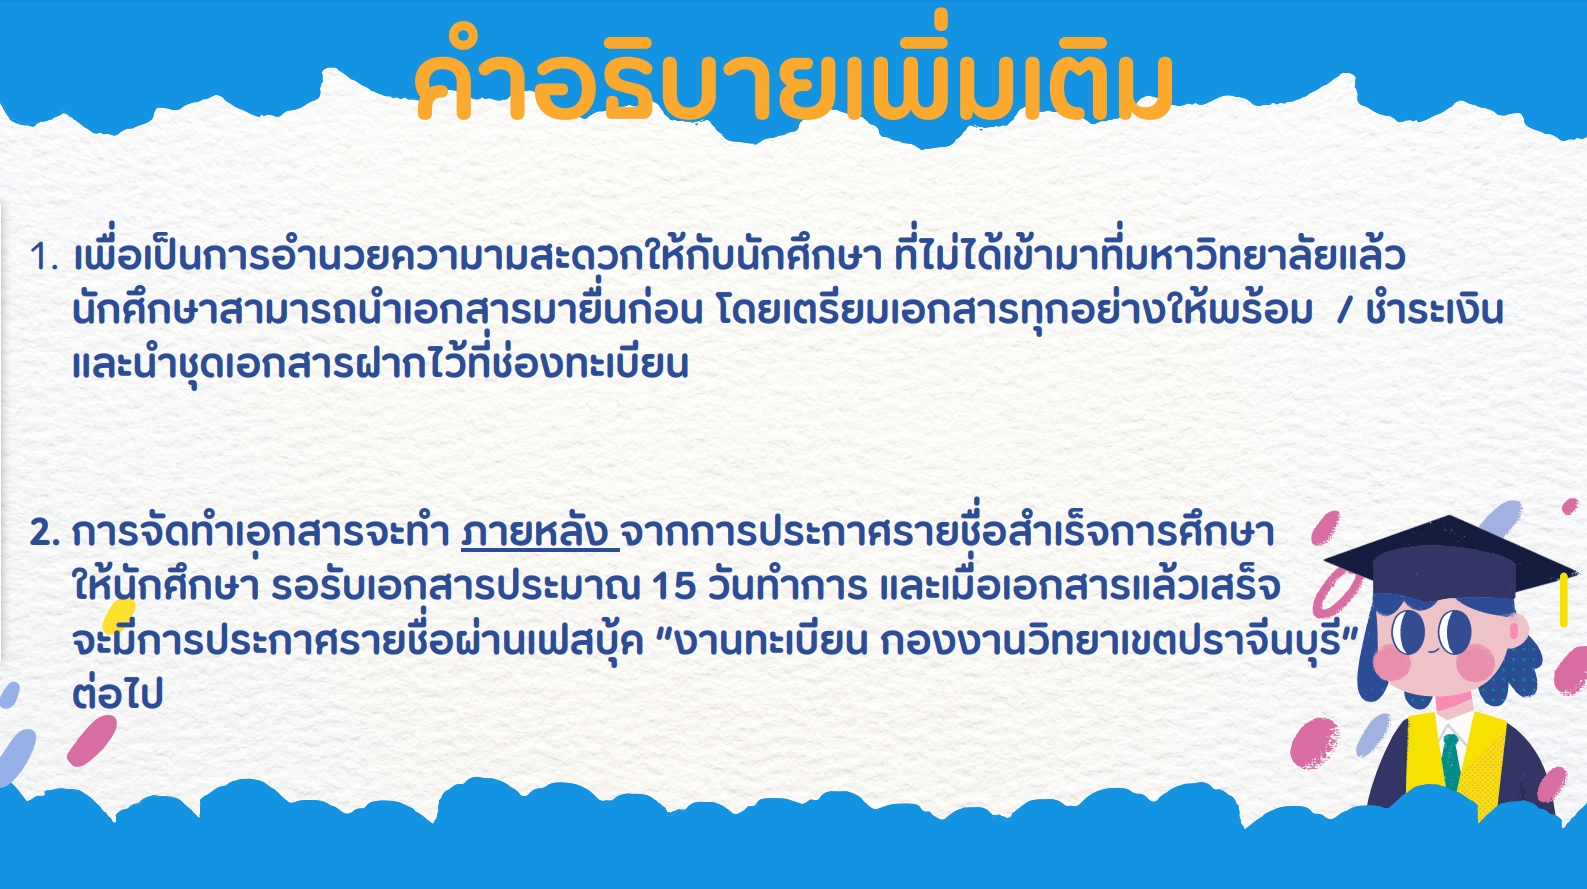 คำอธิบายเพิ่มเติม
1. เพื่อเป็นการอำนวยความามสะดวกให้กับนักศึกษา ที่ไม่ได้เข้ามาที่มหาวิทยาลัยแล้ว
นักศึกษาสามารถนำเอกสารมายื่นก่อน โดยเตรียมเอกสารทุกอย่างให้พร้อม / ชำระเงิน
และนำชุดเอกสารฝากไว้ที่ช่องทะเบียน
2. การจัดทำเอกสารจะทำ ภายหลัง จากการประกาศรายชื่อสำเร็จการศึกษา
ให้นักศึกษา รอรับเอกสารประมาณ 15 วันทำการ และเมื่อเอกสารแล้วเสร็จ
จะมีการประกาศรายชื่อผ่านเฟสบุ้ค "งานทะเบียน กองงานวิทยาเขตปราจีนบุรี"
ต่อไป